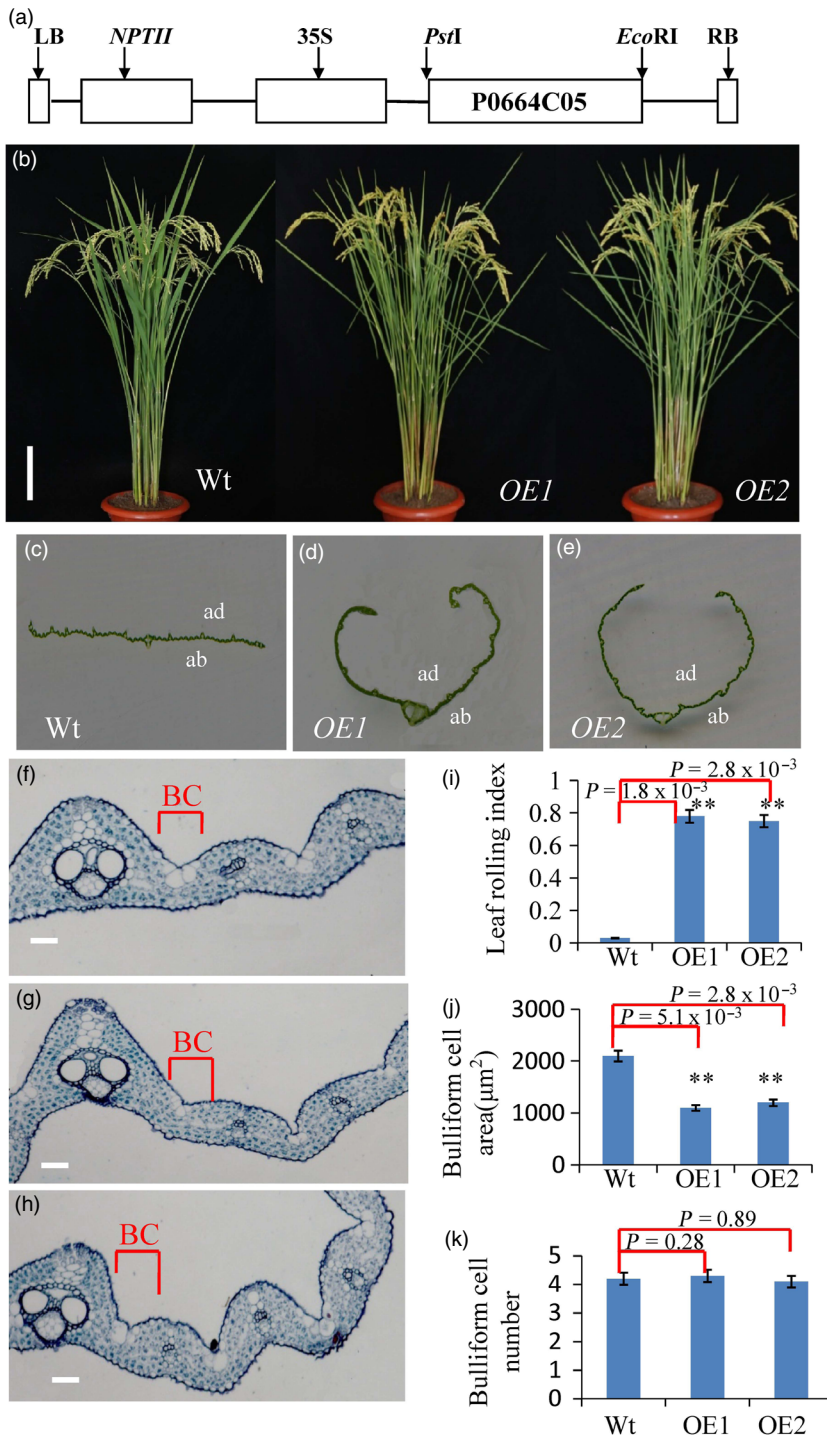 (a)
LB NPTII 35S PstI EcoRI RB
P0664C05
(b)
Wt OE1 OE2
(c) (d) (e)
ad
ab
Wt
ad
ab
OE1
ad
ab
OE2
(f)
BC
(g)
BC
(h)
BC
(i)
P = 2.8 x 10⁻³
P = 1.8 x 10⁻³
** **
Leaf rolling index
1
0.8
0.6
0.4
0.2
0
Wt OE1 OE2
(j)
P = 2.8 x 10⁻³
P = 5.1 x 10⁻³
** **
Bulliform cell
area(µm²)
3000
2000
1000
0
Wt OE1 OE2
(k)
P = 0.89
P = 0.28
Bulliform cell
number
5
4
3
2
1
0
Wt OE1 OE2